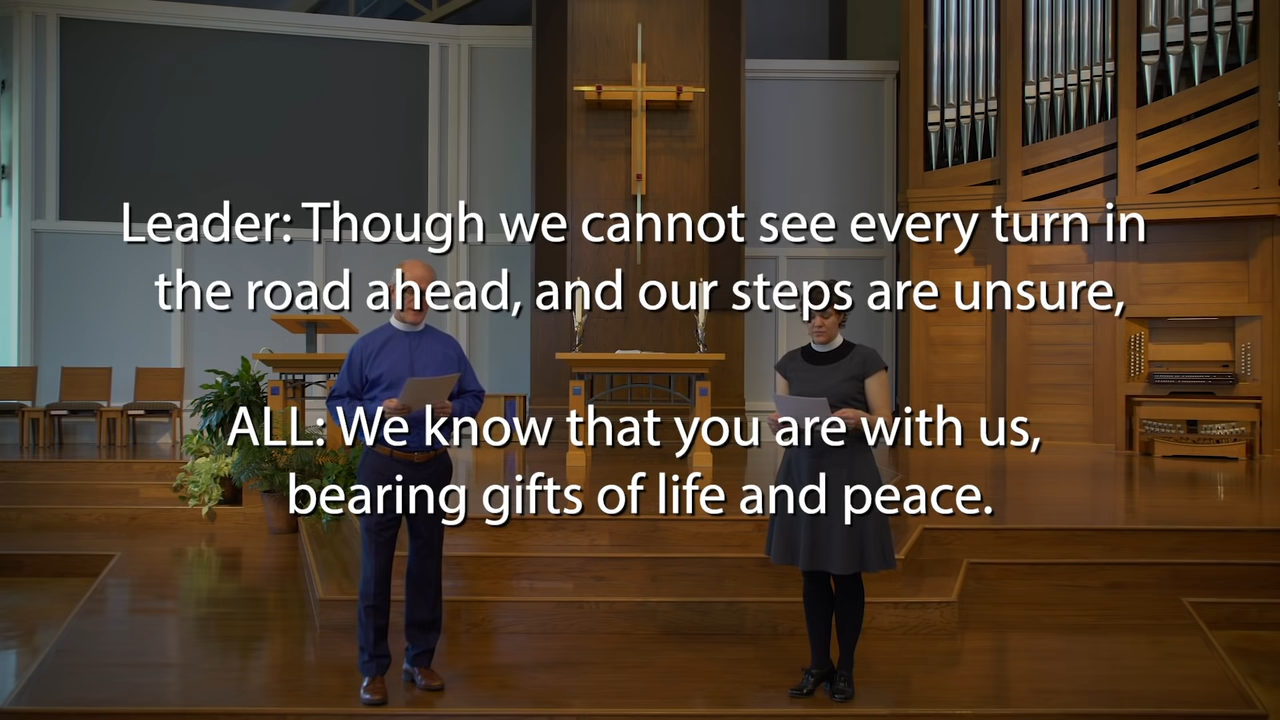 Leader: Though we cannot see every turn in
the road ahead, and our steps are unsure,
ALL: We know that you are with us,
bearing gifts of life and peace.